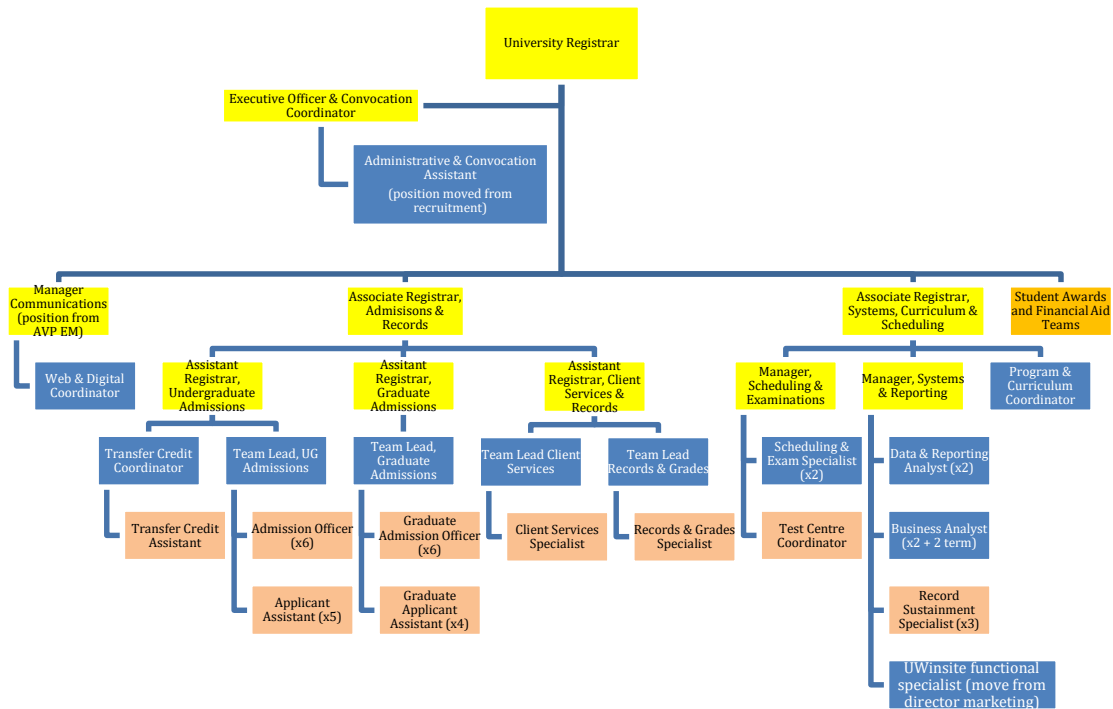 University Registrar
Executive Officer & Convocation
Coordinator
Administrative & Convocation
Assistant
(position moved from
recruitment)
Manager
Communications
(position from
AVP EM)
Associate Registrar,
Admisisons &
Records
Associate Registrar,
Systems, Curriculum &
Scheduling
Student Awards
and Financial Aid
Teams
Web & Digital
Coordinator
Assistant
Registrar,
Undergraduate
Admissions
Assitant
Registrar,
Graduate
Admissions
Assistant
Registrar, Client
Services &
Records
Manager,
Scheduling &
Examinations
Manager, Systems
& Reporting
Program &
Curriculum
Coordinator
Transfer Credit
Coordinator
Team Lead, UG
Admissions
Team Lead,
Graduate
Admissions
Team Lead Client
Services
Team Lead
Records & Grades
Scheduling &
Exam Specialist
(x2)
Data & Reporting
Analyst (x2)
Transfer Credit
Assistant
Admission Officer
(x6)
Graduate
Admission Officer
(x6)
Client Services
Specialist
Records & Grades
Specialist
Test Centre
Coordinator
Business Analyst
(x2 + 2 term)
Applicant
Assistant (x5)
Graduate
Applicant
Assistant (x4)
Record
Sustainment
Specialist (x3)
UWinsite functional
specialist (move from
director marketing)